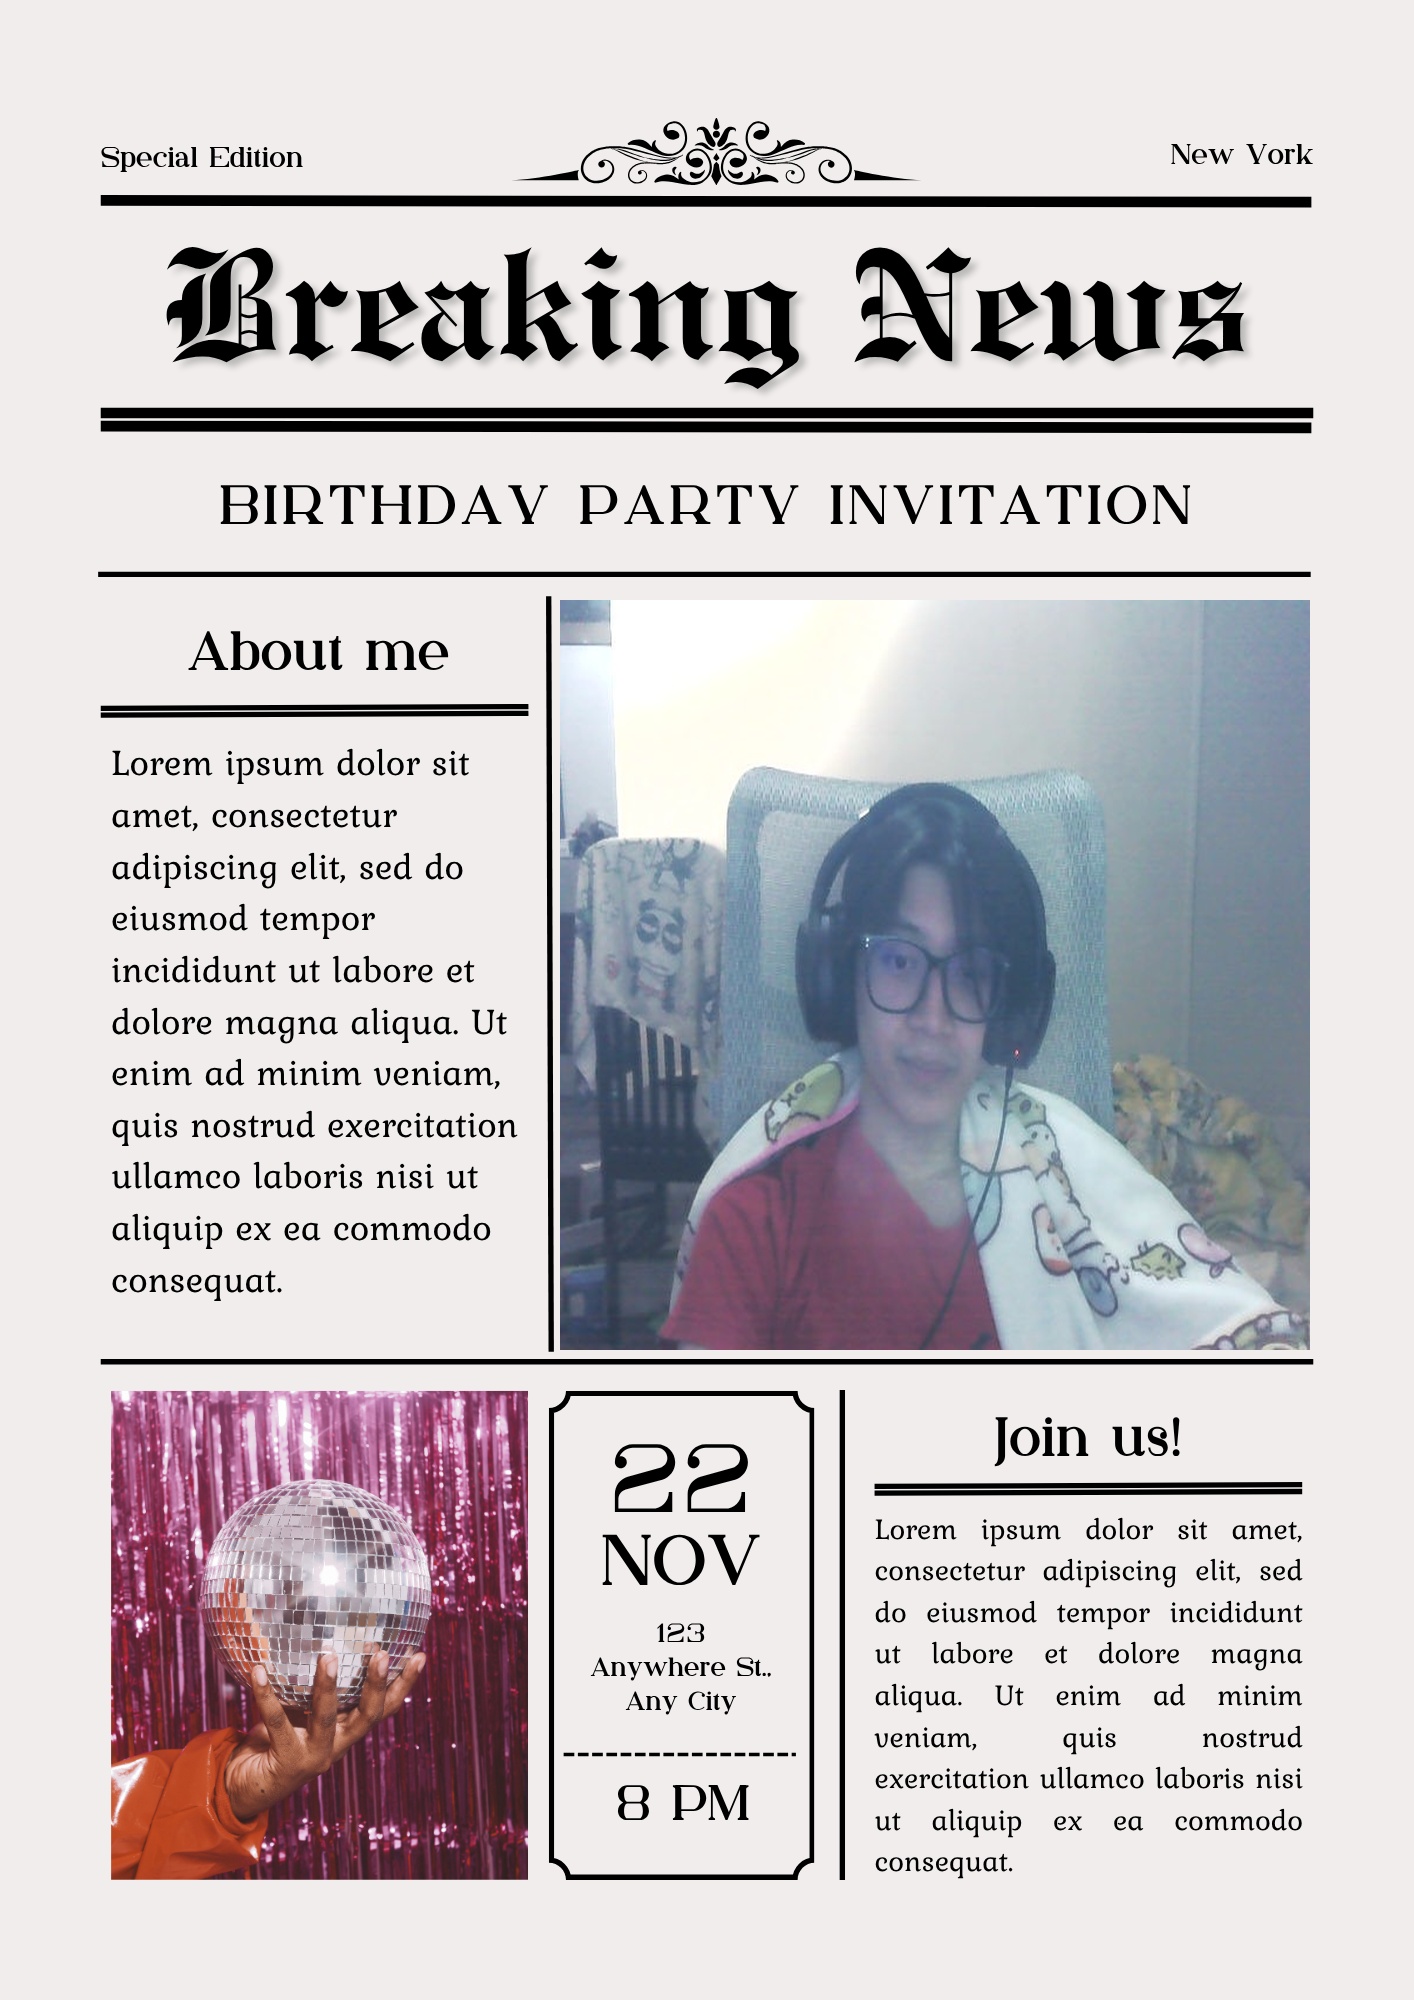 Special Edition
New York
Breaking News
BIRTHDAY PARTY INVITATION
About me
Lorem ipsum dolor sit
amet, consectetur
adipiscing elit, sed do
eiusmod tempor
incididunt ut labore et
dolore magna aliqua. Ut
enim ad minim veniam,
quis nostrud exercitation
ullamco laboris nisi ut
aliquip ex ea commodo
consequat.
22
NOV
123
Anywhere St..
Any City
8 PM
Join us!
Lorem ipsum dolor sit amet,
consectetur adipiscing elit, sed
do eiusmod tempor incididunt
ut labore et dolore magna
aliqua. Ut enim ad minim
veniam, quis nostrud
exercitation ullamco laboris nisi
ut aliquip ex ea commodo
consequat.